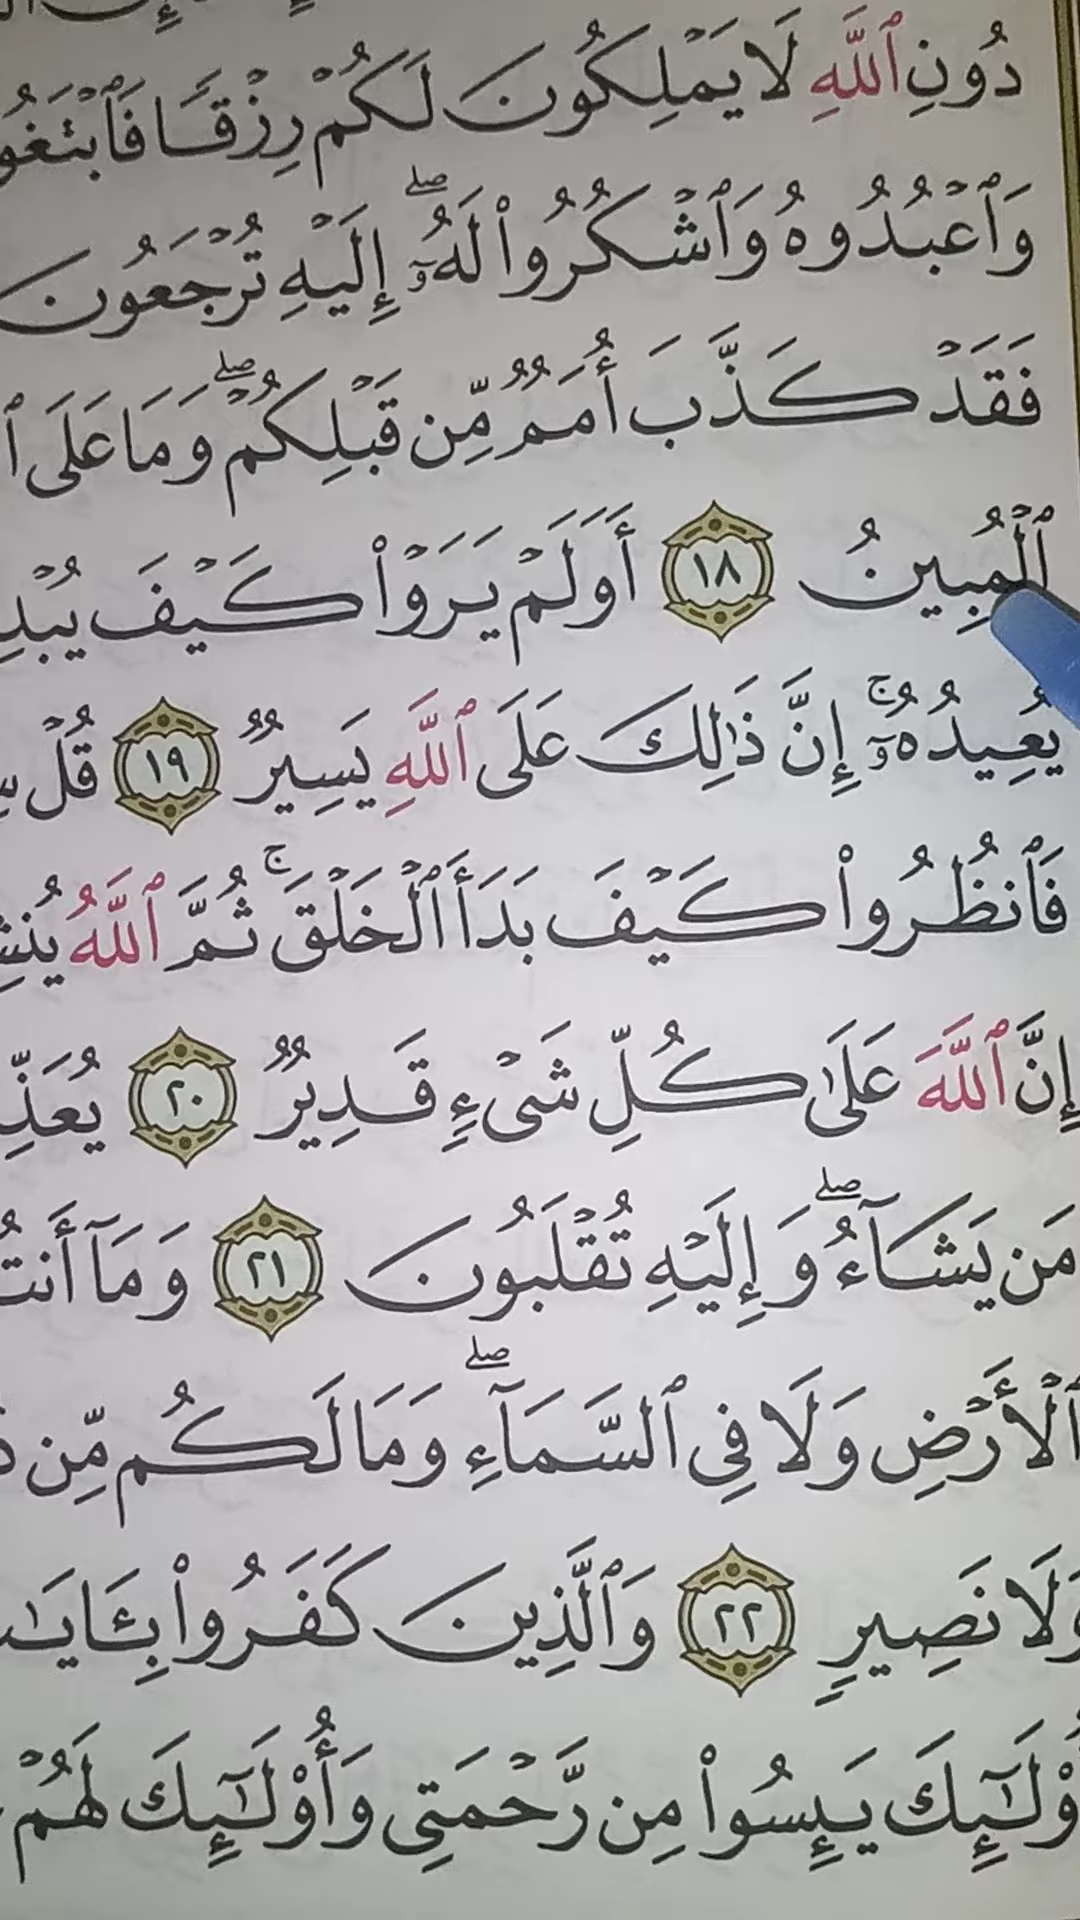 دُونِ ٱللَّهِ لَا يَمۡلِكُونَ لَكُمۡ رِزۡقٗا فَٱبۡتَغُو
وَٱعۡبُدُوهُ وَٱشۡكُرُواْ لَهُۥٓۖ إِلَيۡهِ تُرۡجَعُونَ
فَقَدۡ كَذَّبَ أُمَمٞ مِّن قَبۡلِكُمۡۖ وَمَا عَلَى ٱ
ٱلۡمُبِينُ ١٨ أَوَلَمۡ يَرَوۡاْ كَيۡفَ يُبۡدِ
يُعِيدُهُۥٓۚ إِنَّ ذَٰلِكَ عَلَى ٱللَّهِ يَسِيرٞ ١٩ قُلۡ
فَٱنظُرُواْ كَيۡفَ بَدَأَ ٱلۡخَلۡقَۚ ثُمَّ ٱللَّهُ يُنشِ
إِنَّ ٱللَّهَ عَلَىٰ كُلِّ شَيۡءٖ قَدِيرٞ ٢٠ يُعَذِّ
مَن يَشَآءُۖ وَإِلَيۡهِ تُقۡلَبُونَ ٢١ وَمَآ أَنتُ
ٱلۡأَرۡضِ وَلَا فِي ٱلسَّمَآءِۖ وَمَا لَكُم مِّن
وَلَا نَصِيرٖ ٢٢ وَٱلَّذِينَ كَفَرُواْ بِـَٔايَٰ
أُوْلَٰٓئِكَ يَئِسُواْ مِن رَّحۡمَتِي وَأُوْلَٰٓئِكَ لَهُمۡ